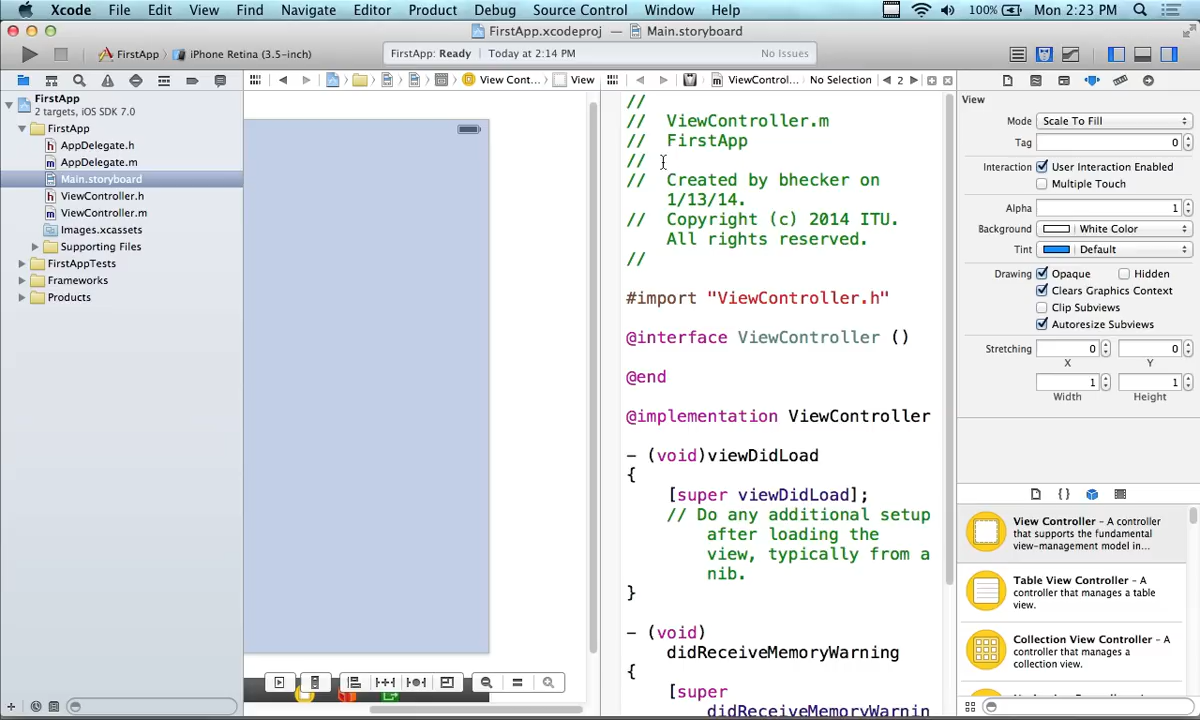 Xcode File Edit View Find Navigate Editor Product Debug Source Control Window Help 100% Mon 2:23 PM
FirstApp.xcodeproj — Main.storyboard
FirstApp iPhone Retina (3.5-inch)
FirstApp: Ready Today at 2:14 PM No Issues
View Cont... View
ViewControl... No Selection 2
FirstApp
2 targets, iOS SDK 7.0
FirstApp
AppDelegate.h
AppDelegate.m
Main.storyboard
ViewController.h
ViewController.m
Images.xcassets
Supporting Files
FirstAppTests
Frameworks
Products
//
// ViewController.m
// FirstApp
//
// Created by bhecker on
1/13/14.
// Copyright (c) 2014 ITU.
All rights reserved.
//
#import "ViewController.h"
@interface ViewController ()
@end
@implementation ViewController
- (void)viewDidLoad
{
[super viewDidLoad];
// Do any additional setup
after loading the
view, typically from a
nib.
}
- (void)
didReceiveMemoryWarning
{
[super
didReceiveMemoryWarnin
View
Mode Scale To Fill
Tag 0
Interaction User Interaction Enabled
Multiple Touch
Alpha 1
Background White Color
Tint Default
Drawing Opaque Hidden
Clears Graphics Context
Clip Subviews
Autoresize Subviews
Stretching 0 0
X Y
1 1
Width Height
View Controller – A controller
that supports the fundamental
view-management model in...
Table View Controller – A
controller that manages a table
view.
Collection View Controller – A
controller that manages a
collection view.